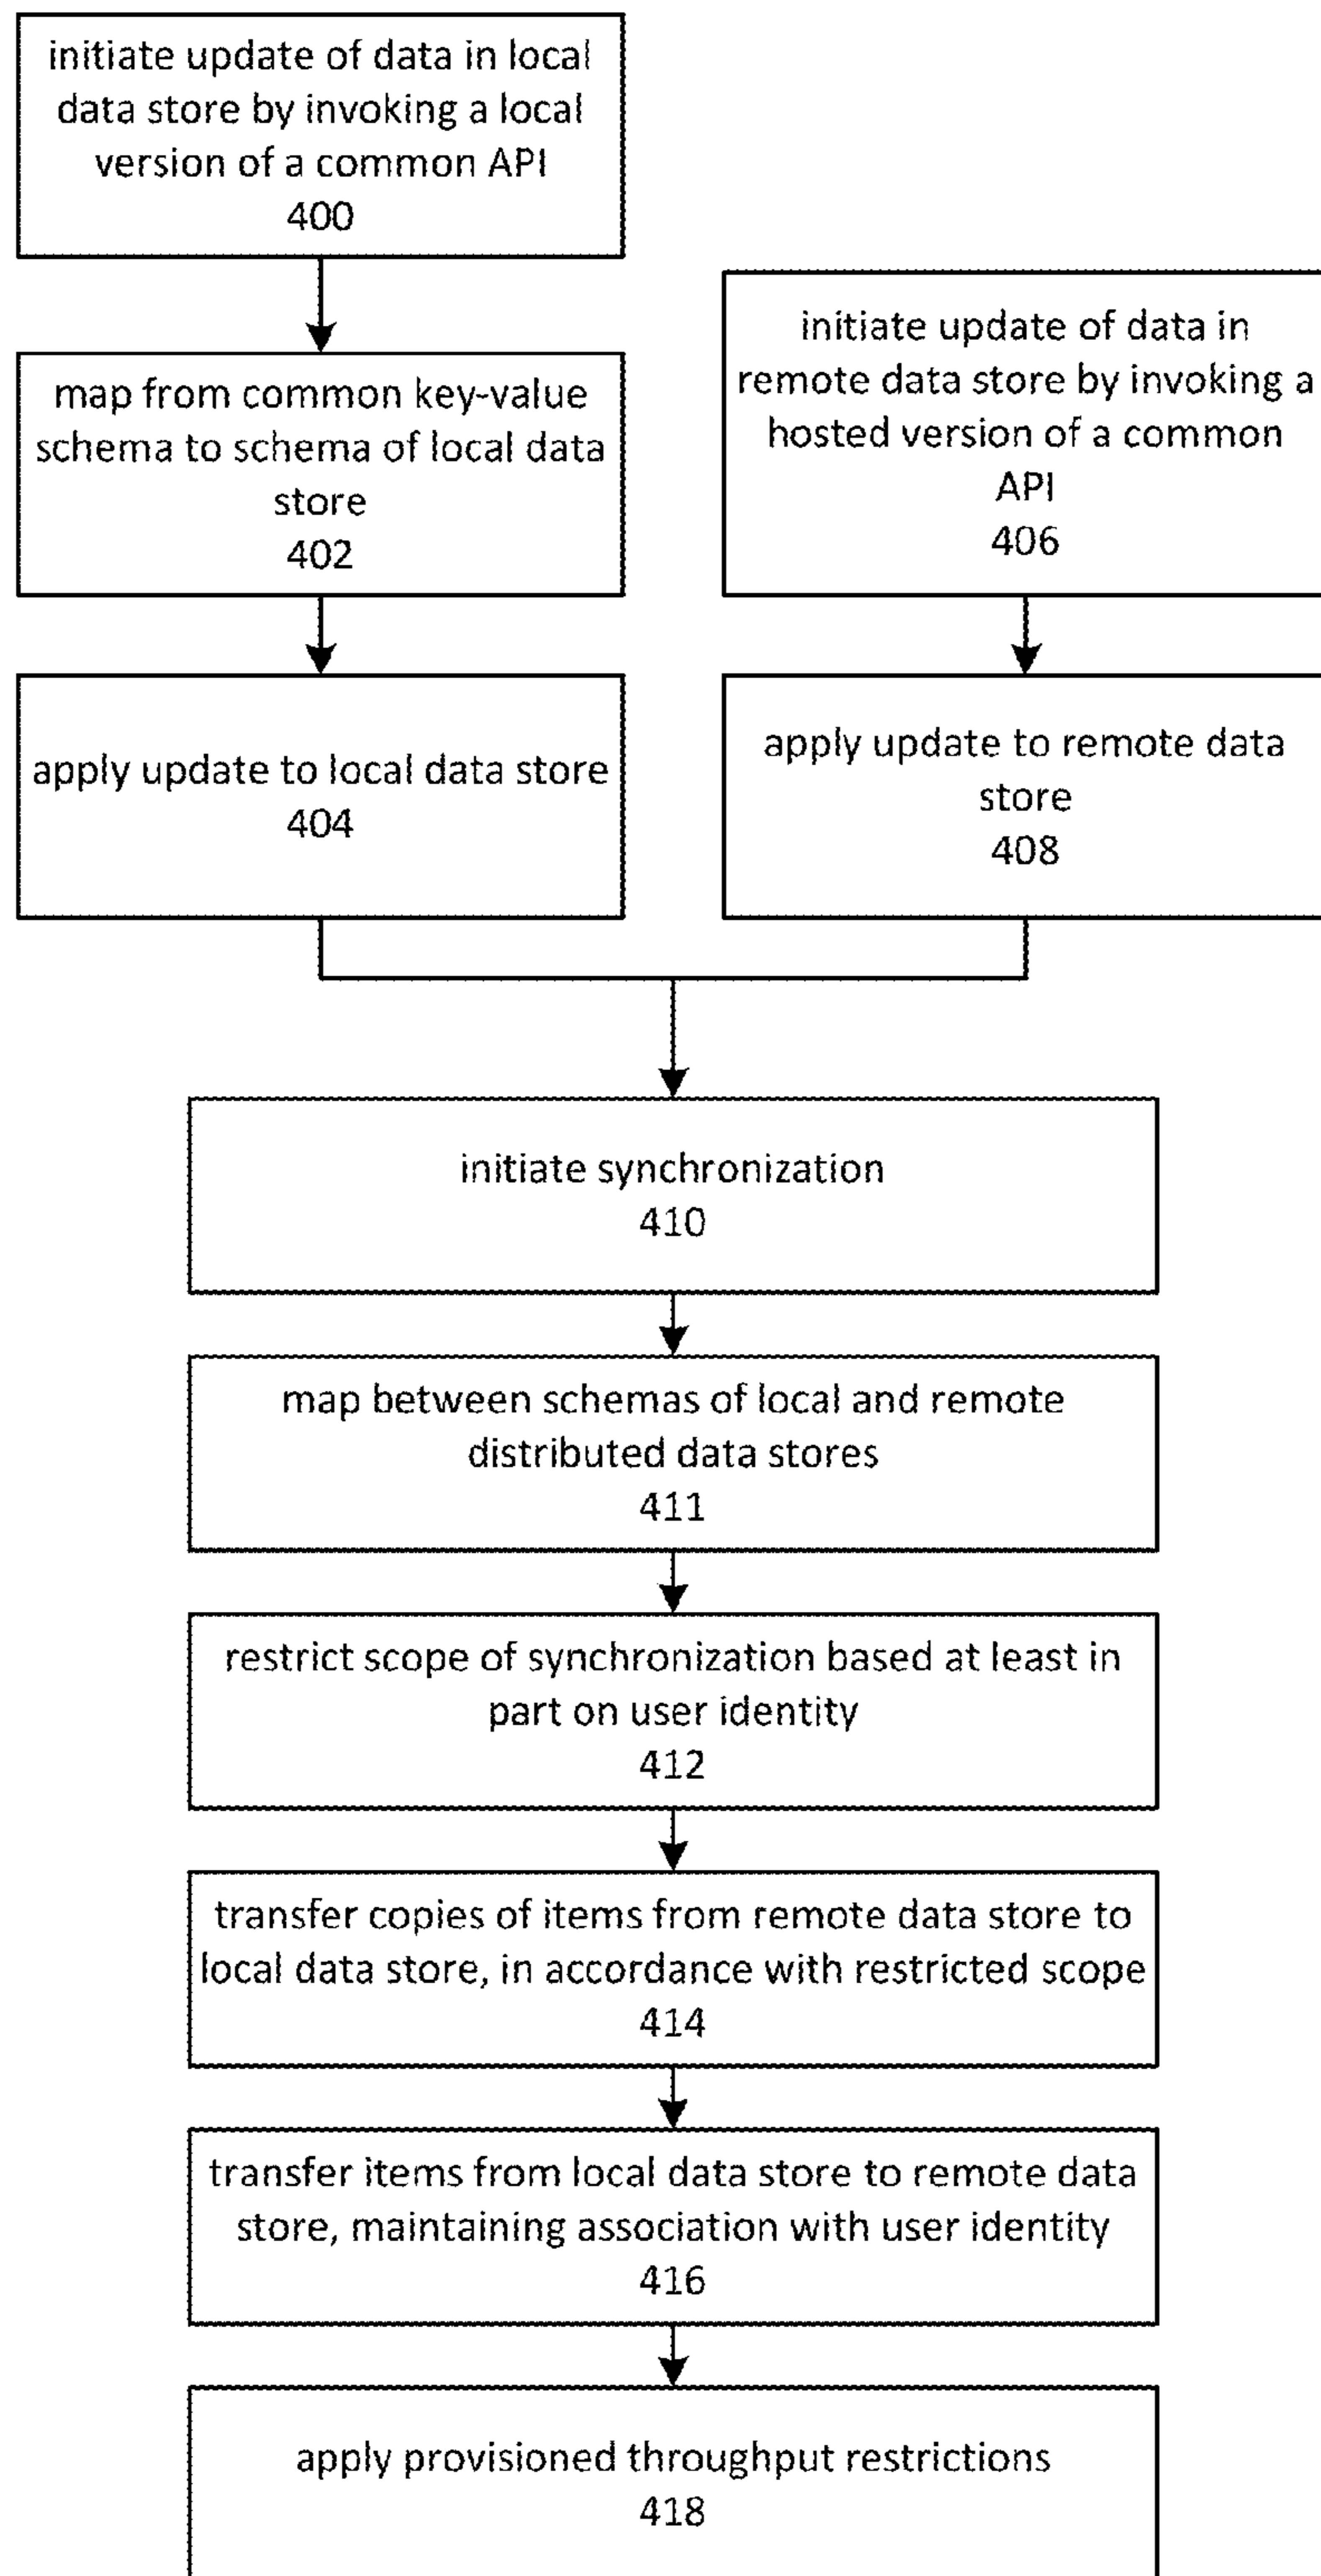 initiate update of data in local
data store by invoking a local
version of a common API
400
map from common key-value
schema to schema of local data
store
402
apply update to local data store
404
initiate update of data in
remote data store by invoking a
hosted version of a common
API
406
apply update to remote data
store
408
initiate synchronization
410
map between schemas of local and remote
distributed data stores
411
restrict scope of synchronization based at least in
part on user identity
412
transfer copies of items from remote data store to
local data store, in accordance with restricted scope
414
transfer items from local data store to remote data
store, maintaining association with user identity
416
apply provisioned throughput restrictions
418